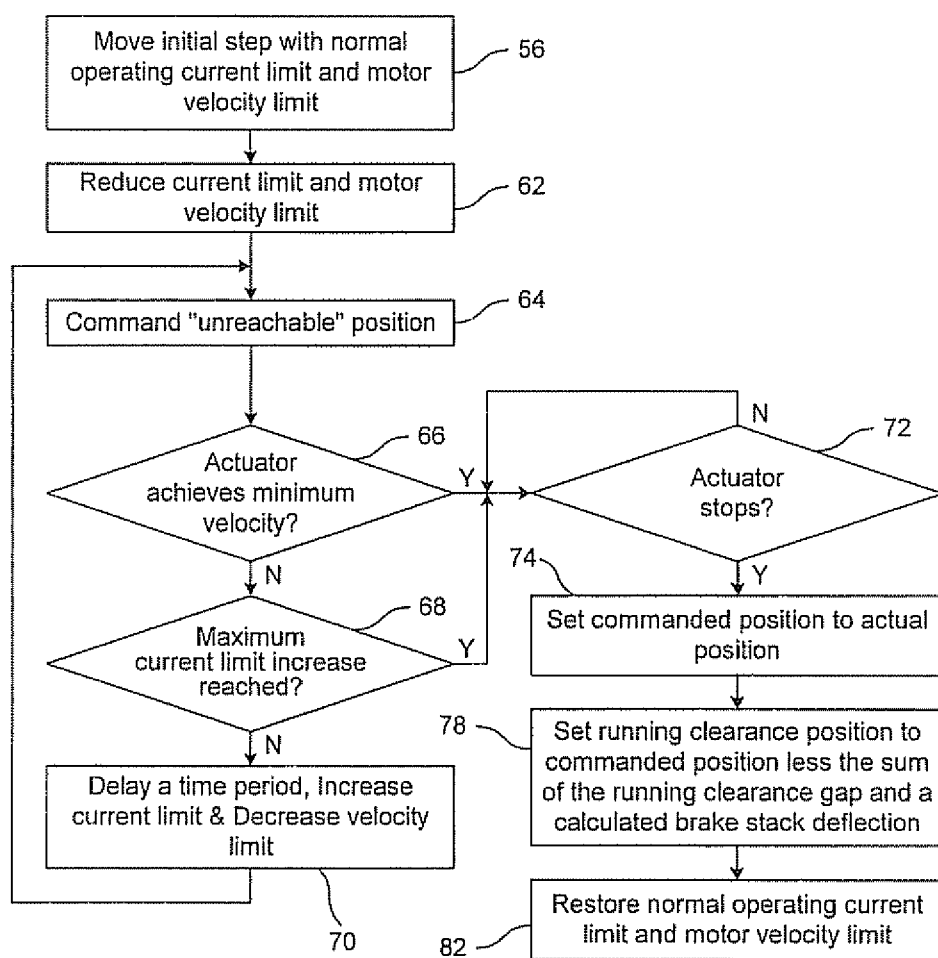 Move initial step with normal
operating current limit and motor
velocity limit
56
Reduce current limit and motor
velocity limit
62
Command "unreachable" position
64
Actuator
achieves minimum
velocity?
66
Y
N
Maximum
current limit increase
reached?
68
Y
N
Delay a time period, Increase
current limit & Decrease velocity
limit
70
N
72
Actuator
stops?
Y
74
Set commanded position to actual
position
78
Set running clearance position to
commanded position less the sum
of the running clearance gap and a
calculated brake stack deflection
Restore normal operating current
limit and motor velocity limit
82